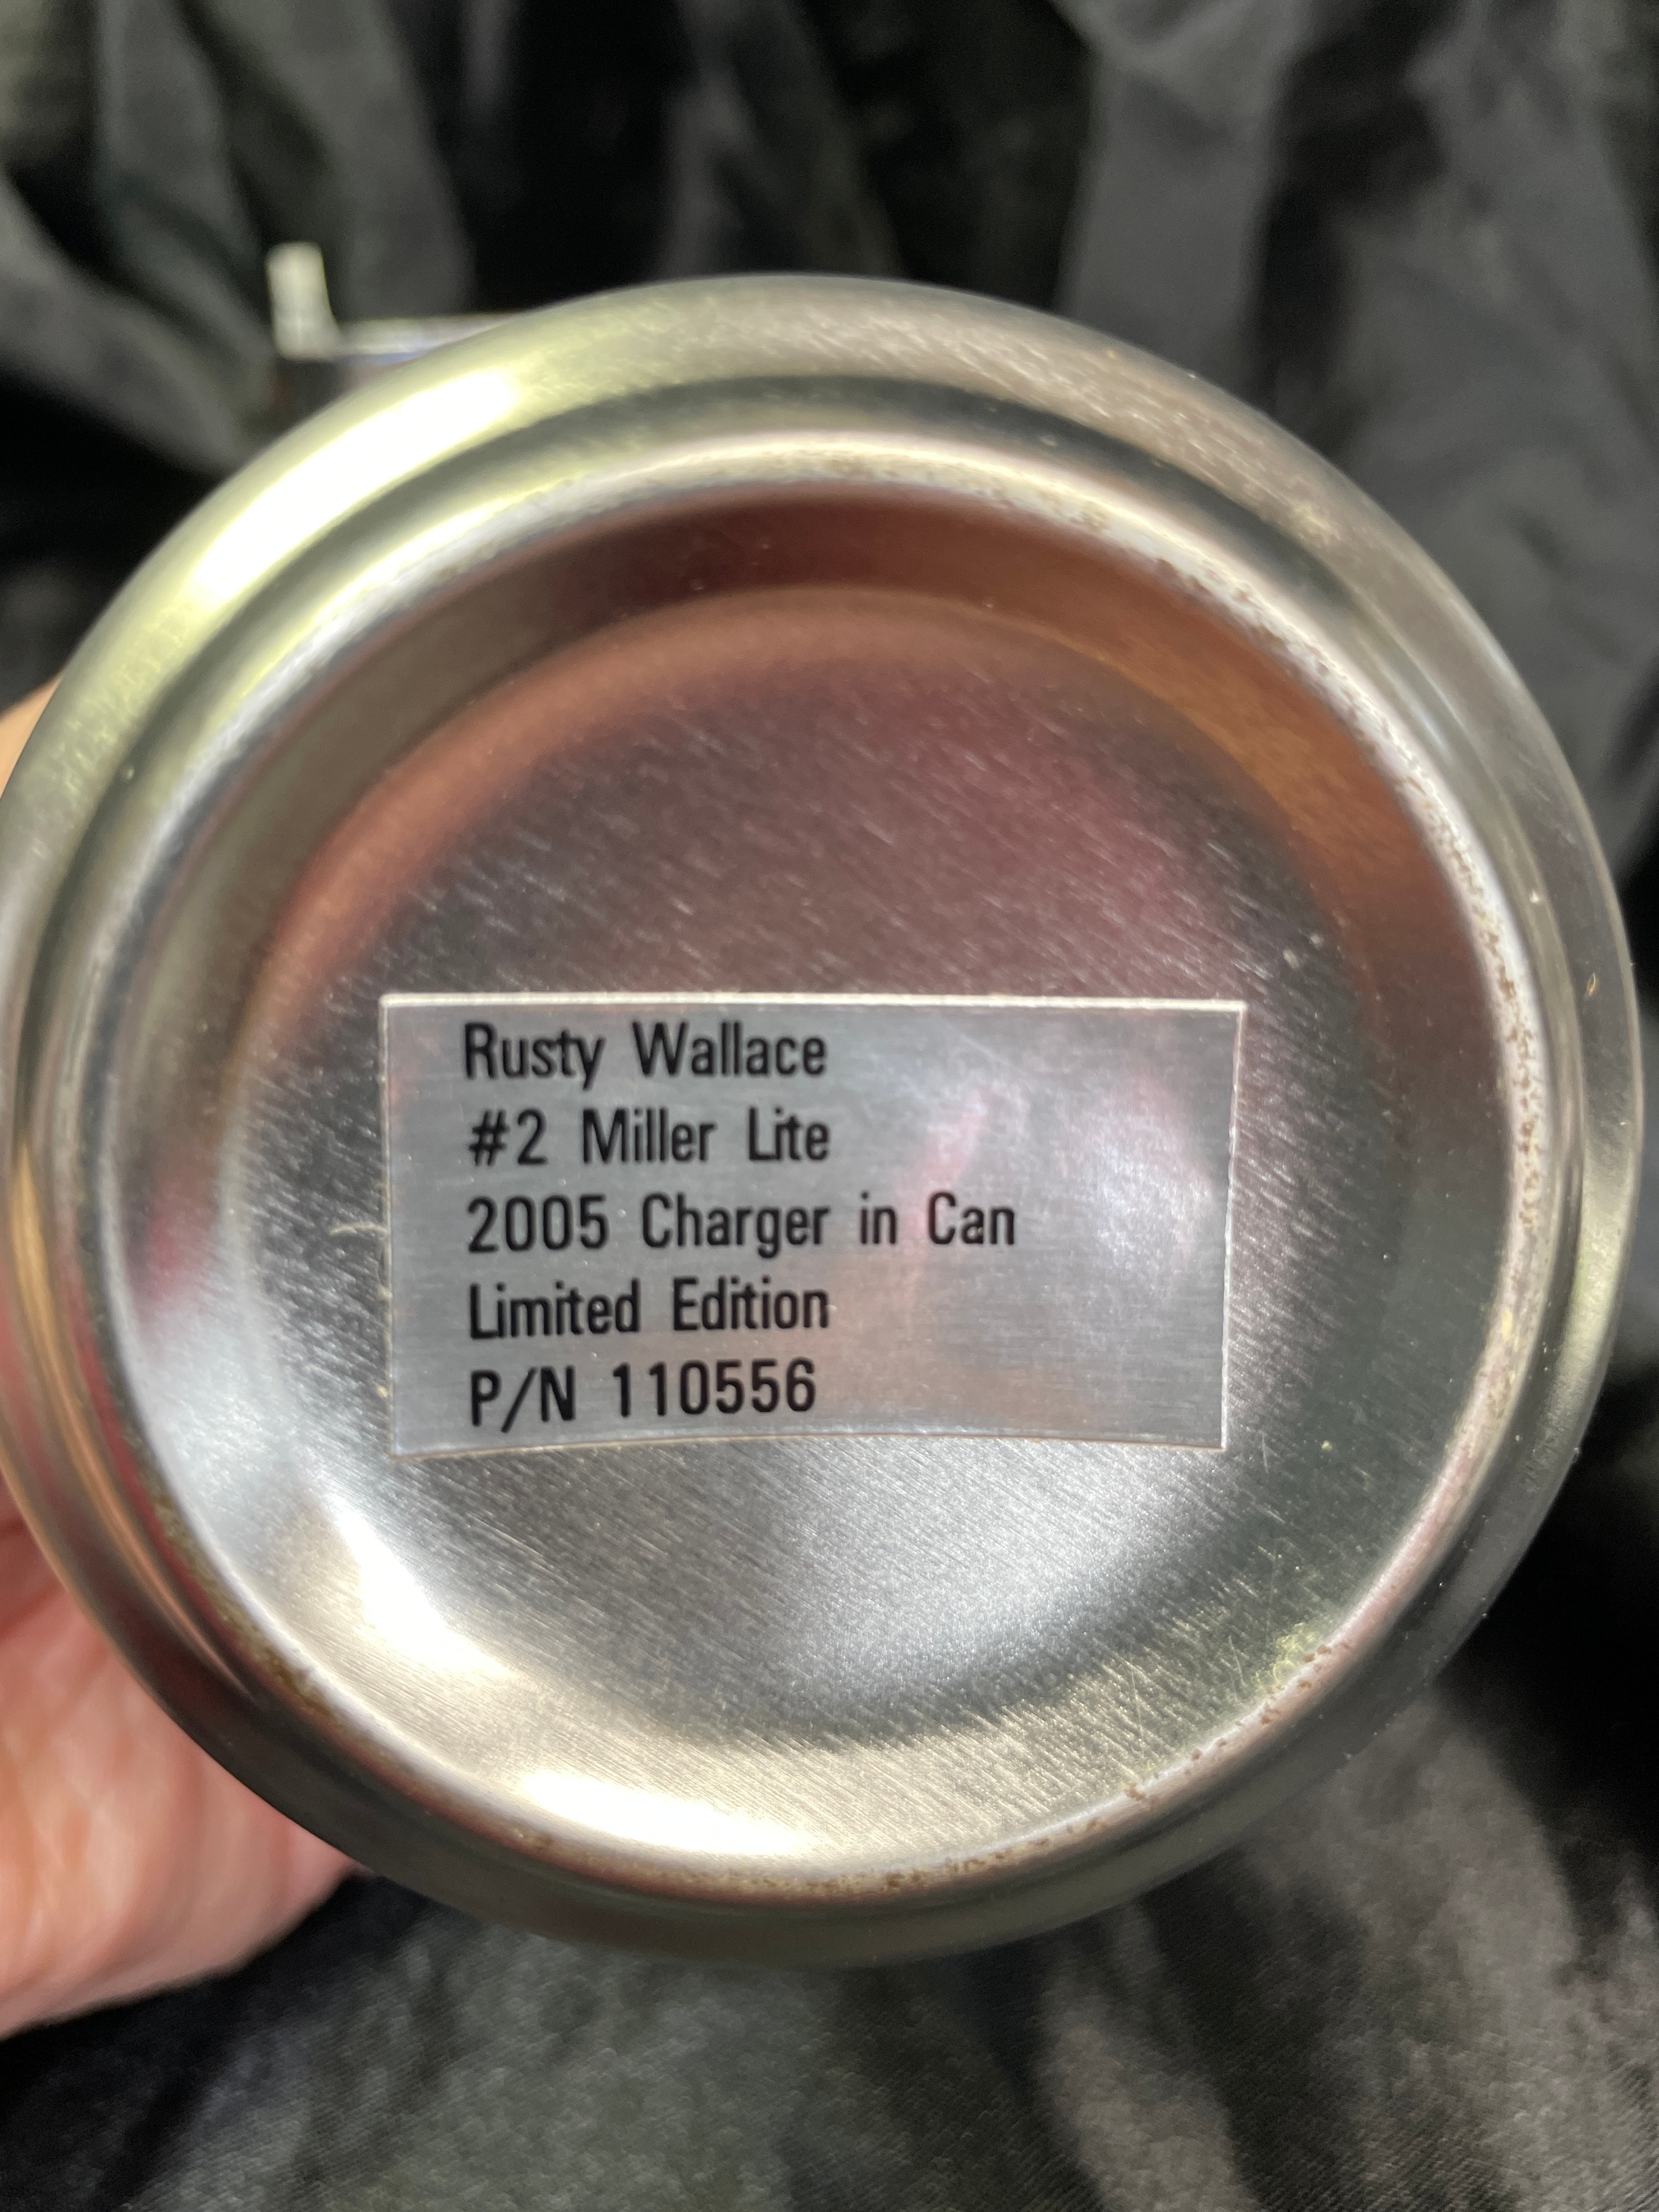 Rusty Wallace
#2 Miller Lite
2005 Charger in Can
Limited Edition
P/N 110556